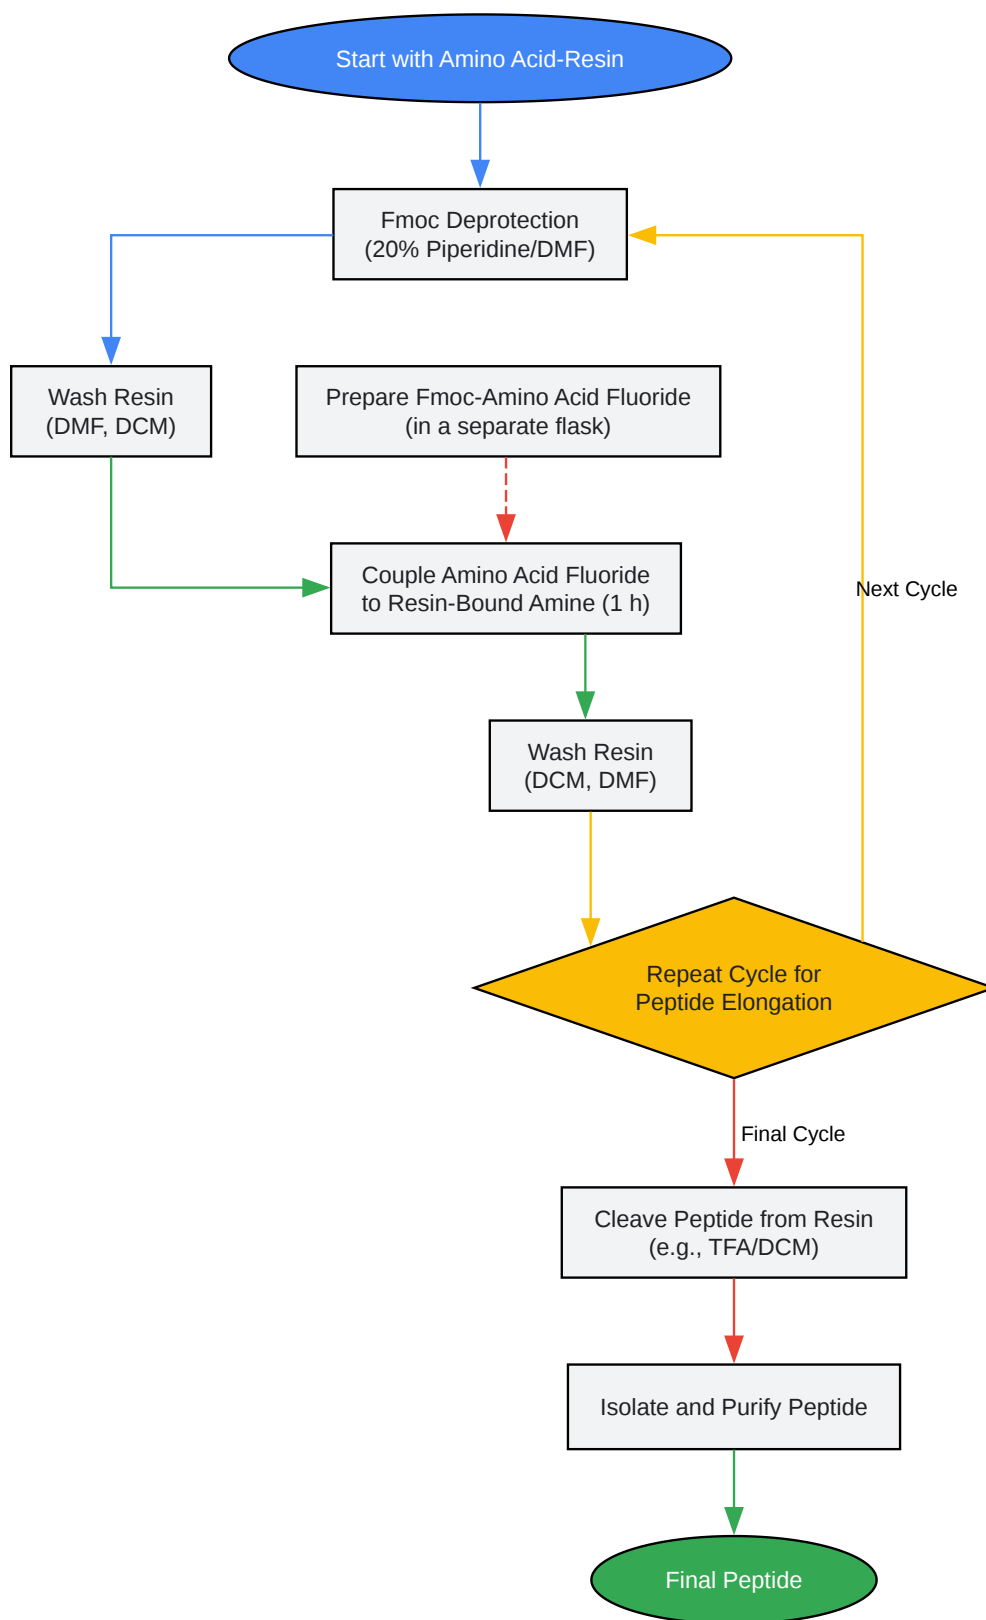 Start with Amino Acid-Resin
Fmoc Deprotection
(20% Piperidine/DMF)
Wash Resin
(DMF, DCM)
Prepare Fmoc-Amino Acid Fluoride
(in a separate flask)
Couple Amino Acid Fluoride
to Resin-Bound Amine (1 h)
Next Cycle
Wash Resin
(DCM, DMF)
Repeat Cycle for
Peptide Elongation
Final Cycle
Cleave Peptide from Resin
(e.g., TFA/DCM)
Isolate and Purify Peptide
Final Peptide